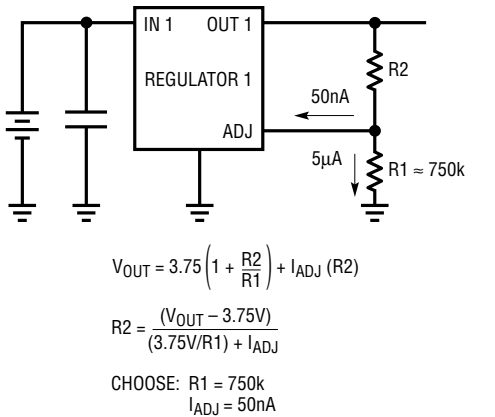 IN 1 OUT 1
REGULATOR 1
ADJ
R2
50nA
5μA
R1 ≈ 750k
V_OUT = 3.75 (1 + R2/R1) + I_ADJ (R2)
R2 = (V_OUT – 3.75V) / (3.75V/R1) + I_ADJ
CHOOSE: R1 = 750k
I_ADJ = 50nA